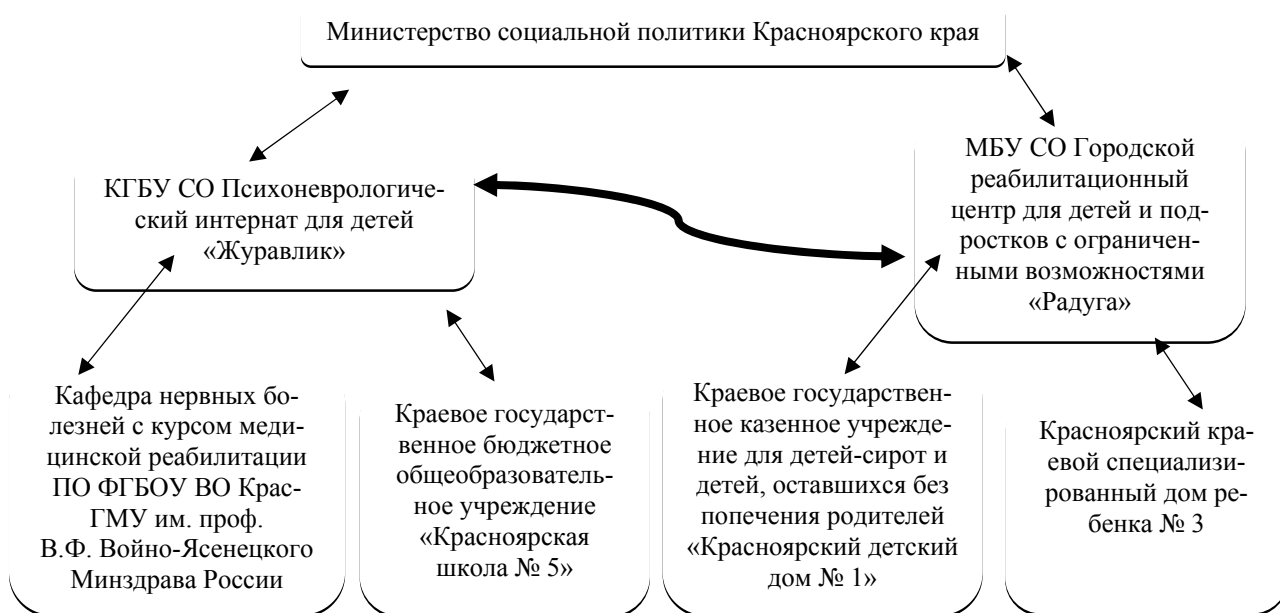 Министерство социальной политики Красноярского края
КГБУ СО Психоневрологиче-
ский интернат для детей
«Журавлик»
МБУ СО Городской
реабилитационный
центр для детей и под-
ростков с ограничен-
ными возможностями
«Радуга»
Кафедра нервных бо-
лезней с курсом меди-
цинской реабилитации
ПО ФГБОУ ВО Крас-
ГМУ им. проф.
В.Ф. Войно-Ясенецкого
Минздрава России
Краевое государст-
венное бюджетное
общеобразователь-
ное учреждение
«Красноярская
школа № 5»
Краевое государствен-
ное казенное учрежде-
ние для детей-сирот и
детей, оставшихся без
попечения родителей
«Красноярский детский
дом № 1»
Красноярский кра-
евой специализи-
рованный дом ре-
бенка № 3